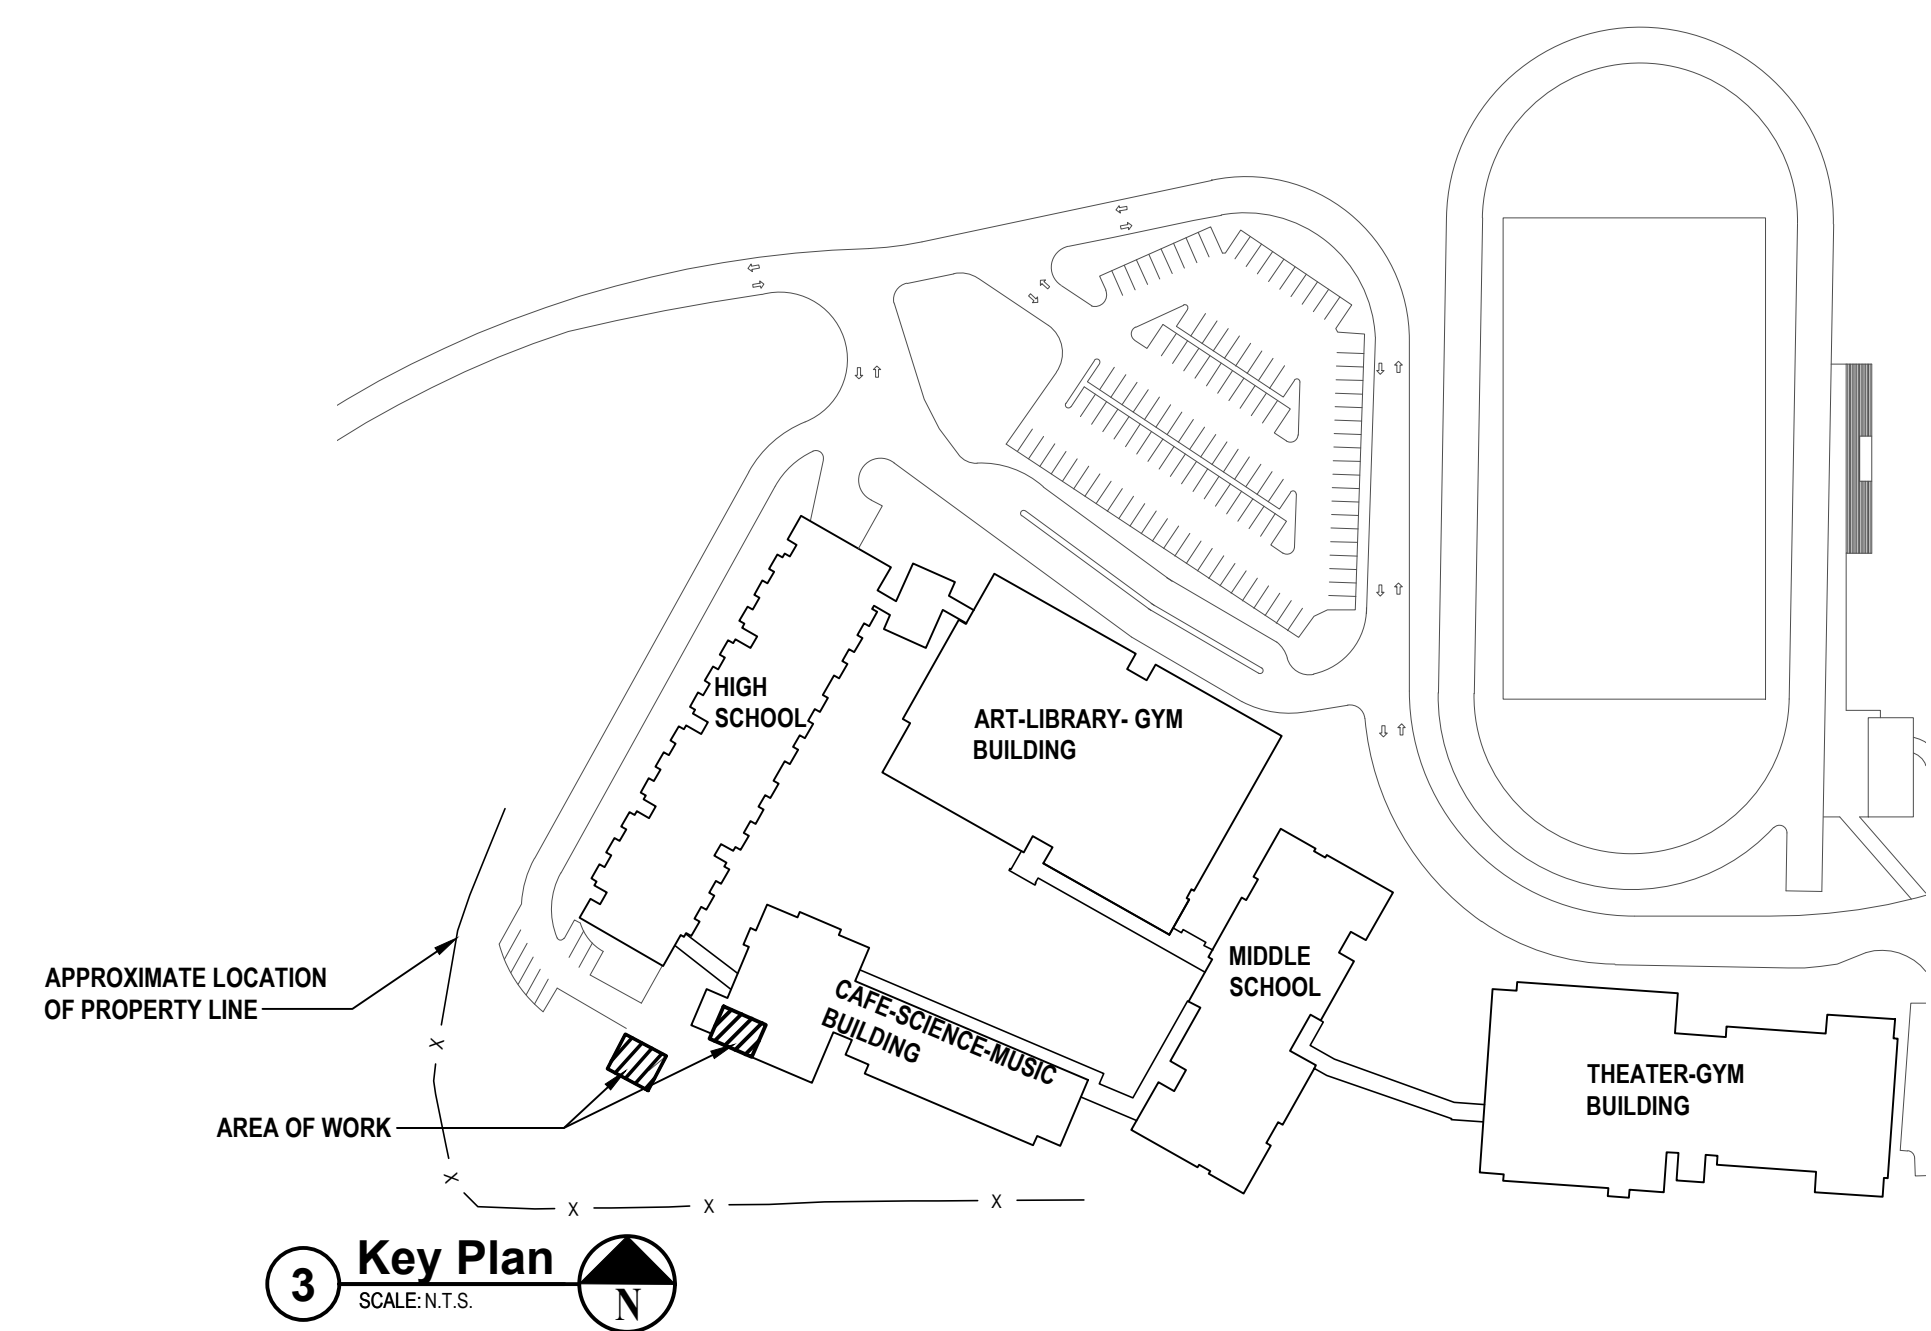 HIGH
SCHOOL
ART-LIBRARY- GYM
BUILDING
MIDDLE
SCHOOL
APPROXIMATE LOCATION
OF PROPERTY LINE
CAFE-SCIENCE-MUSIC
BUILDING
X
THEATER-GYM
BUILDING
AREA OF WORK
X
X
X
X
3
Key Plan
SCALE: N.T.S.
N